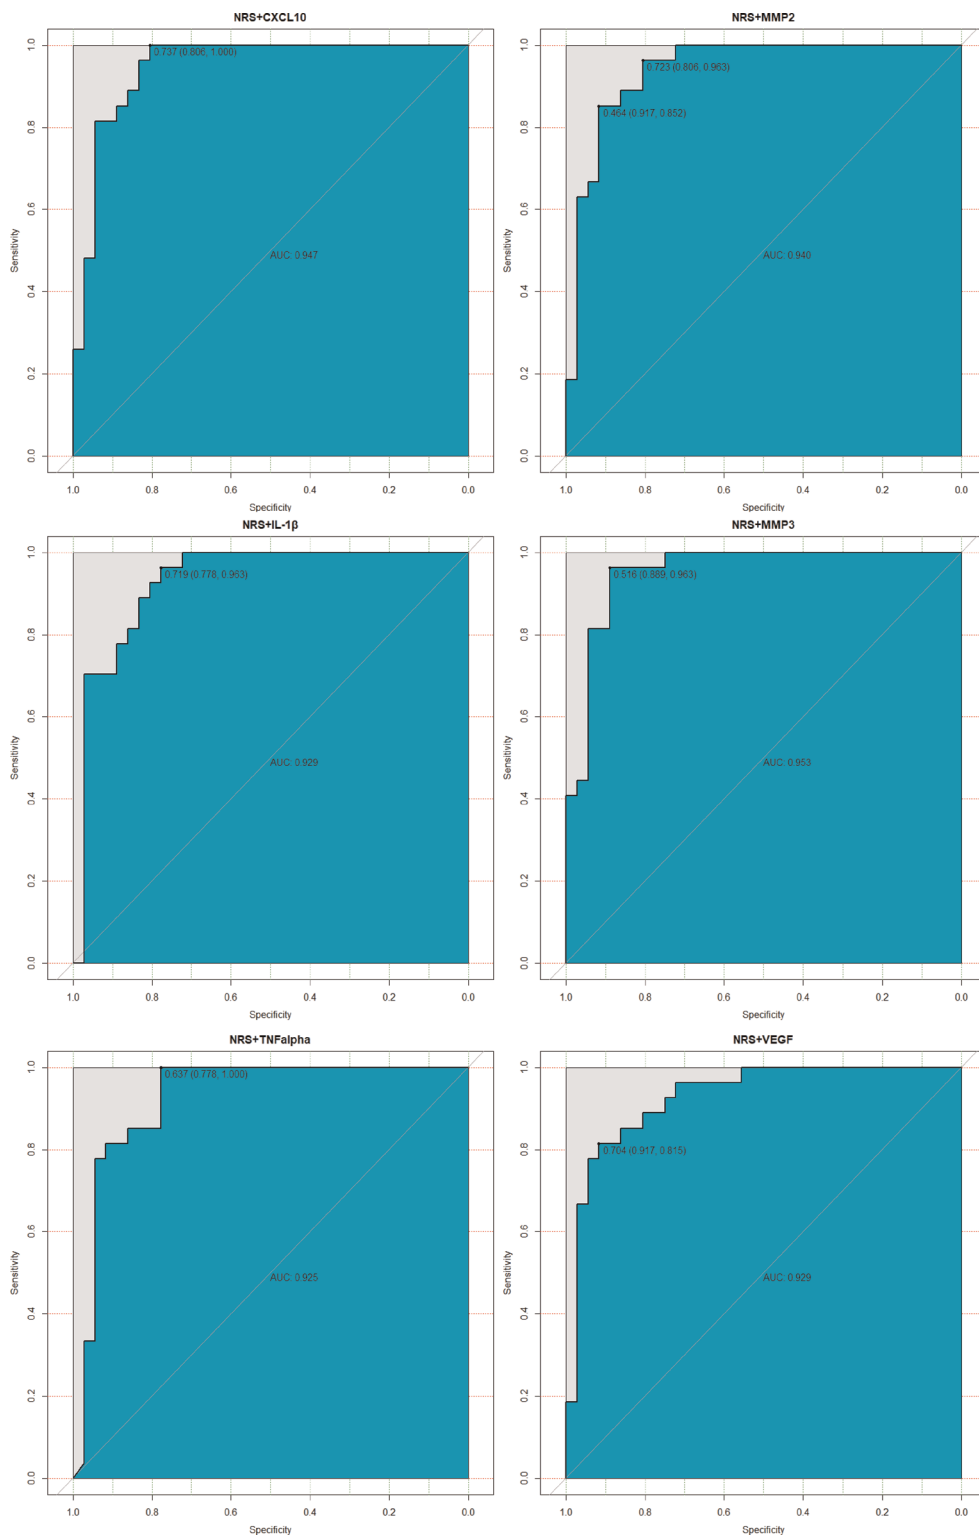 NRS+CXCL10
1.0
0.8
0.6
0.4
0.2
0.0
Sensitivity
0.737 (0.806, 1.000)
AUC: 0.947
1.0 0.8 0.6 0.4 0.2 0.0
Specificity
NRS+MMP2
1.0
0.8
0.6
0.4
0.2
0.0
Sensitivity
0.723 (0.806, 0.963)
0.464 (0.917, 0.852)
AUC: 0.940
1.0 0.8 0.6 0.4 0.2 0.0
Specificity
NRS+IL-1β
1.0
0.8
0.6
0.4
0.2
0.0
Sensitivity
0.719 (0.778, 0.963)
AUC: 0.929
1.0 0.8 0.6 0.4 0.2 0.0
Specificity
NRS+MMP3
1.0
0.8
0.6
0.4
0.2
0.0
Sensitivity
0.516 (0.889, 0.963)
AUC: 0.953
1.0 0.8 0.6 0.4 0.2 0.0
Specificity
NRS+TNFalpha
1.0
0.8
0.6
0.4
0.2
0.0
Sensitivity
0.637 (0.778, 1.000)
AUC: 0.925
1.0 0.8 0.6 0.4 0.2 0.0
Specificity
NRS+VEGF
1.0
0.8
0.6
0.4
0.2
0.0
Sensitivity
0.704 (0.917, 0.815)
AUC: 0.929
1.0 0.8 0.6 0.4 0.2 0.0
Specificity